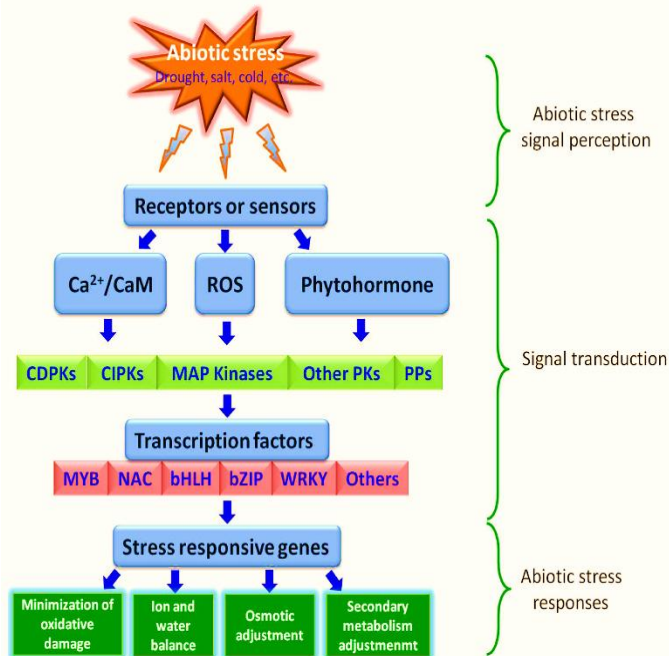 Abiotic stress
Drought, salt, cold, etc.
Abiotic stress
signal perception
Receptors or sensors
Ca²⁺/CaM
ROS
Phytohormone
Signal transduction
CDPKs
CIPKs
MAP Kinases
Other PKs
PPs
Transcription factors
MYB
NAC
bHLH
bZIP
WRKY
Others
Stress responsive genes
Abiotic stress
responses
Minimization of
oxidative
damage
Ion and
water
balance
Osmotic
adjustment
Secondary
metabolism
adjustmenmt